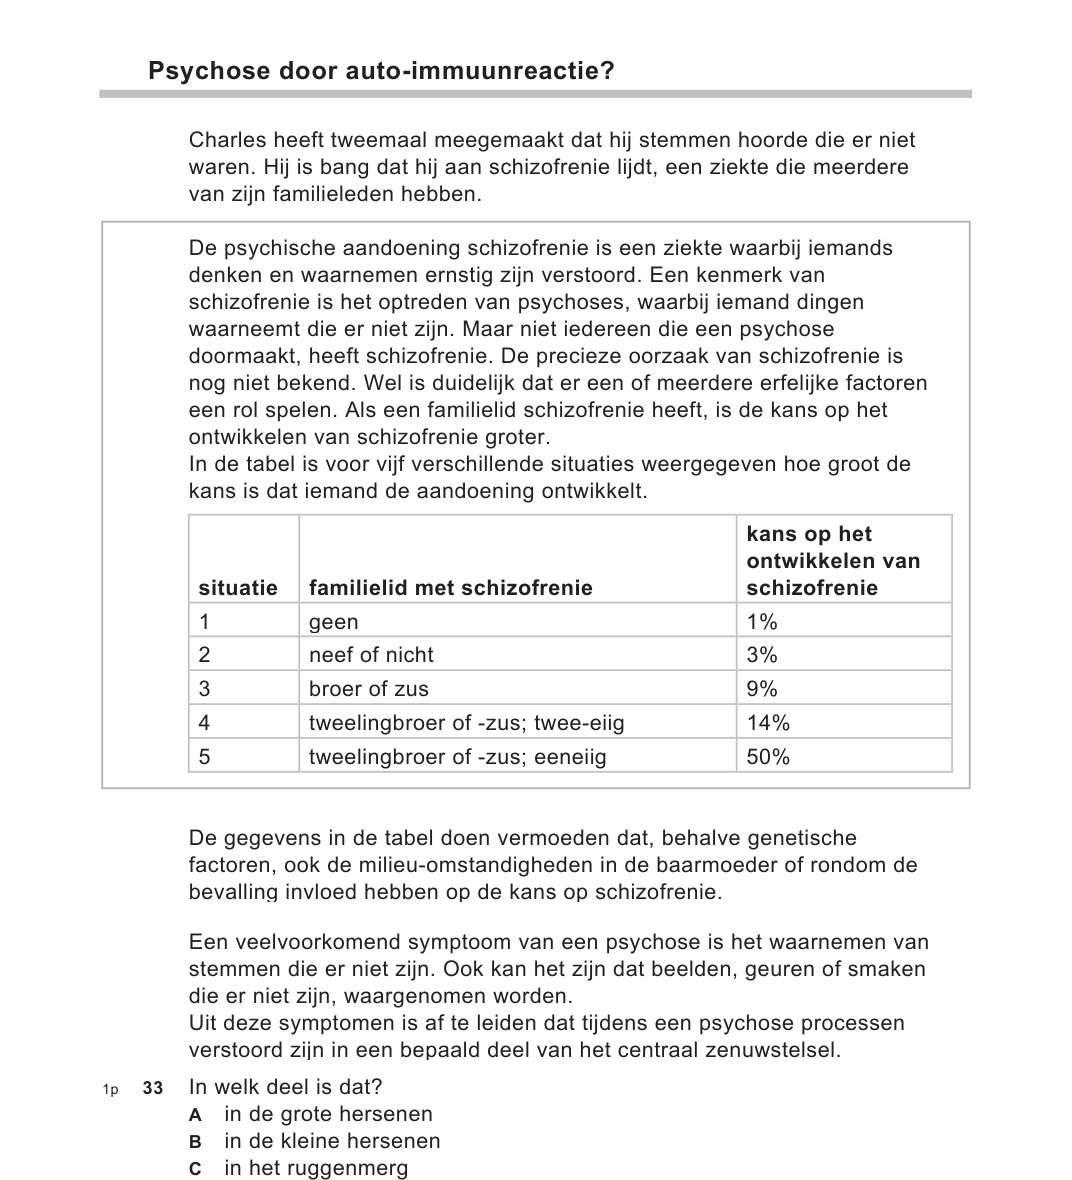 Psychose door auto-immuunreactie?
Charles heeft tweemaal meegemaakt dat hij stemmen hoorde die er niet
waren. Hij is bang dat hij aan schizofrenie lijdt, een ziekte die meerdere
van zijn familieleden hebben.
De psychische aandoening schizofrenie is een ziekte waarbij iemands
denken en waarnemen ernstig zijn verstoord. Een kenmerk van
schizofrenie is het optreden van psychoses, waarbij iemand dingen
waarneemt die er niet zijn. Maar niet iedereen die een psychose
doormaakt, heeft schizofrenie. De precieze oorzaak van schizofrenie is
nog niet bekend. Wel is duidelijk dat er een of meerdere erfelijke factoren
een rol spelen. Als een familielid schizofrenie heeft, is de kans op het
ontwikkelen van schizofrenie groter.
In de tabel is voor vijf verschillende situaties weergegeven hoe groot de
kans is dat iemand de aandoening ontwikkelt.
kans op het
ontwikkelen van
situatie familielid met schizofrenie schizofrenie
1 geen 1%
2 neef of nicht 3%
3 broer of zus 9%
4 tweelingbroer of -zus; twee-eiig 14%
5 tweelingbroer of -zus; eeneiig 50%
De gegevens in de tabel doen vermoeden dat, behalve genetische
factoren, ook de milieu-omstandigheden in de baarmoeder of rondom de
bevalling invloed hebben op de kans op schizofrenie.
Een veelvoorkomend symptoom van een psychose is het waarnemen van
stemmen die er niet zijn. Ook kan het zijn dat beelden, geuren of smaken
die er niet zijn, waargenomen worden.
Uit deze symptomen is af te leiden dat tijdens een psychose processen
verstoord zijn in een bepaald deel van het centraal zenuwstelsel.
1p 33 In welk deel is dat?
A in de grote hersenen
B in de kleine hersenen
C in het ruggenmerg